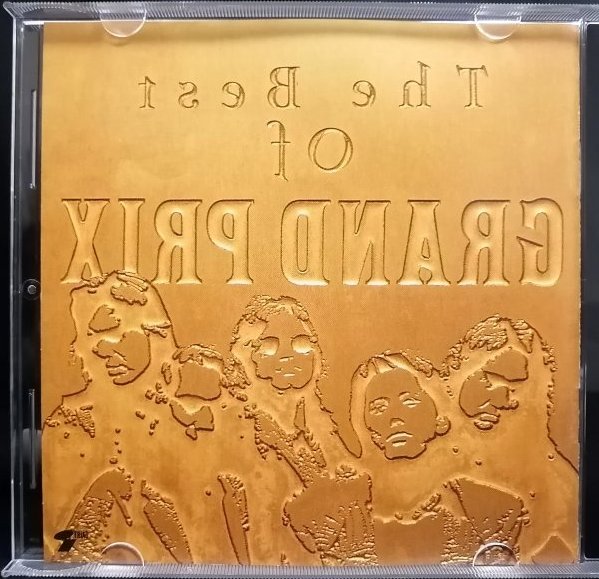 The Best
Of
GRAND PRIX